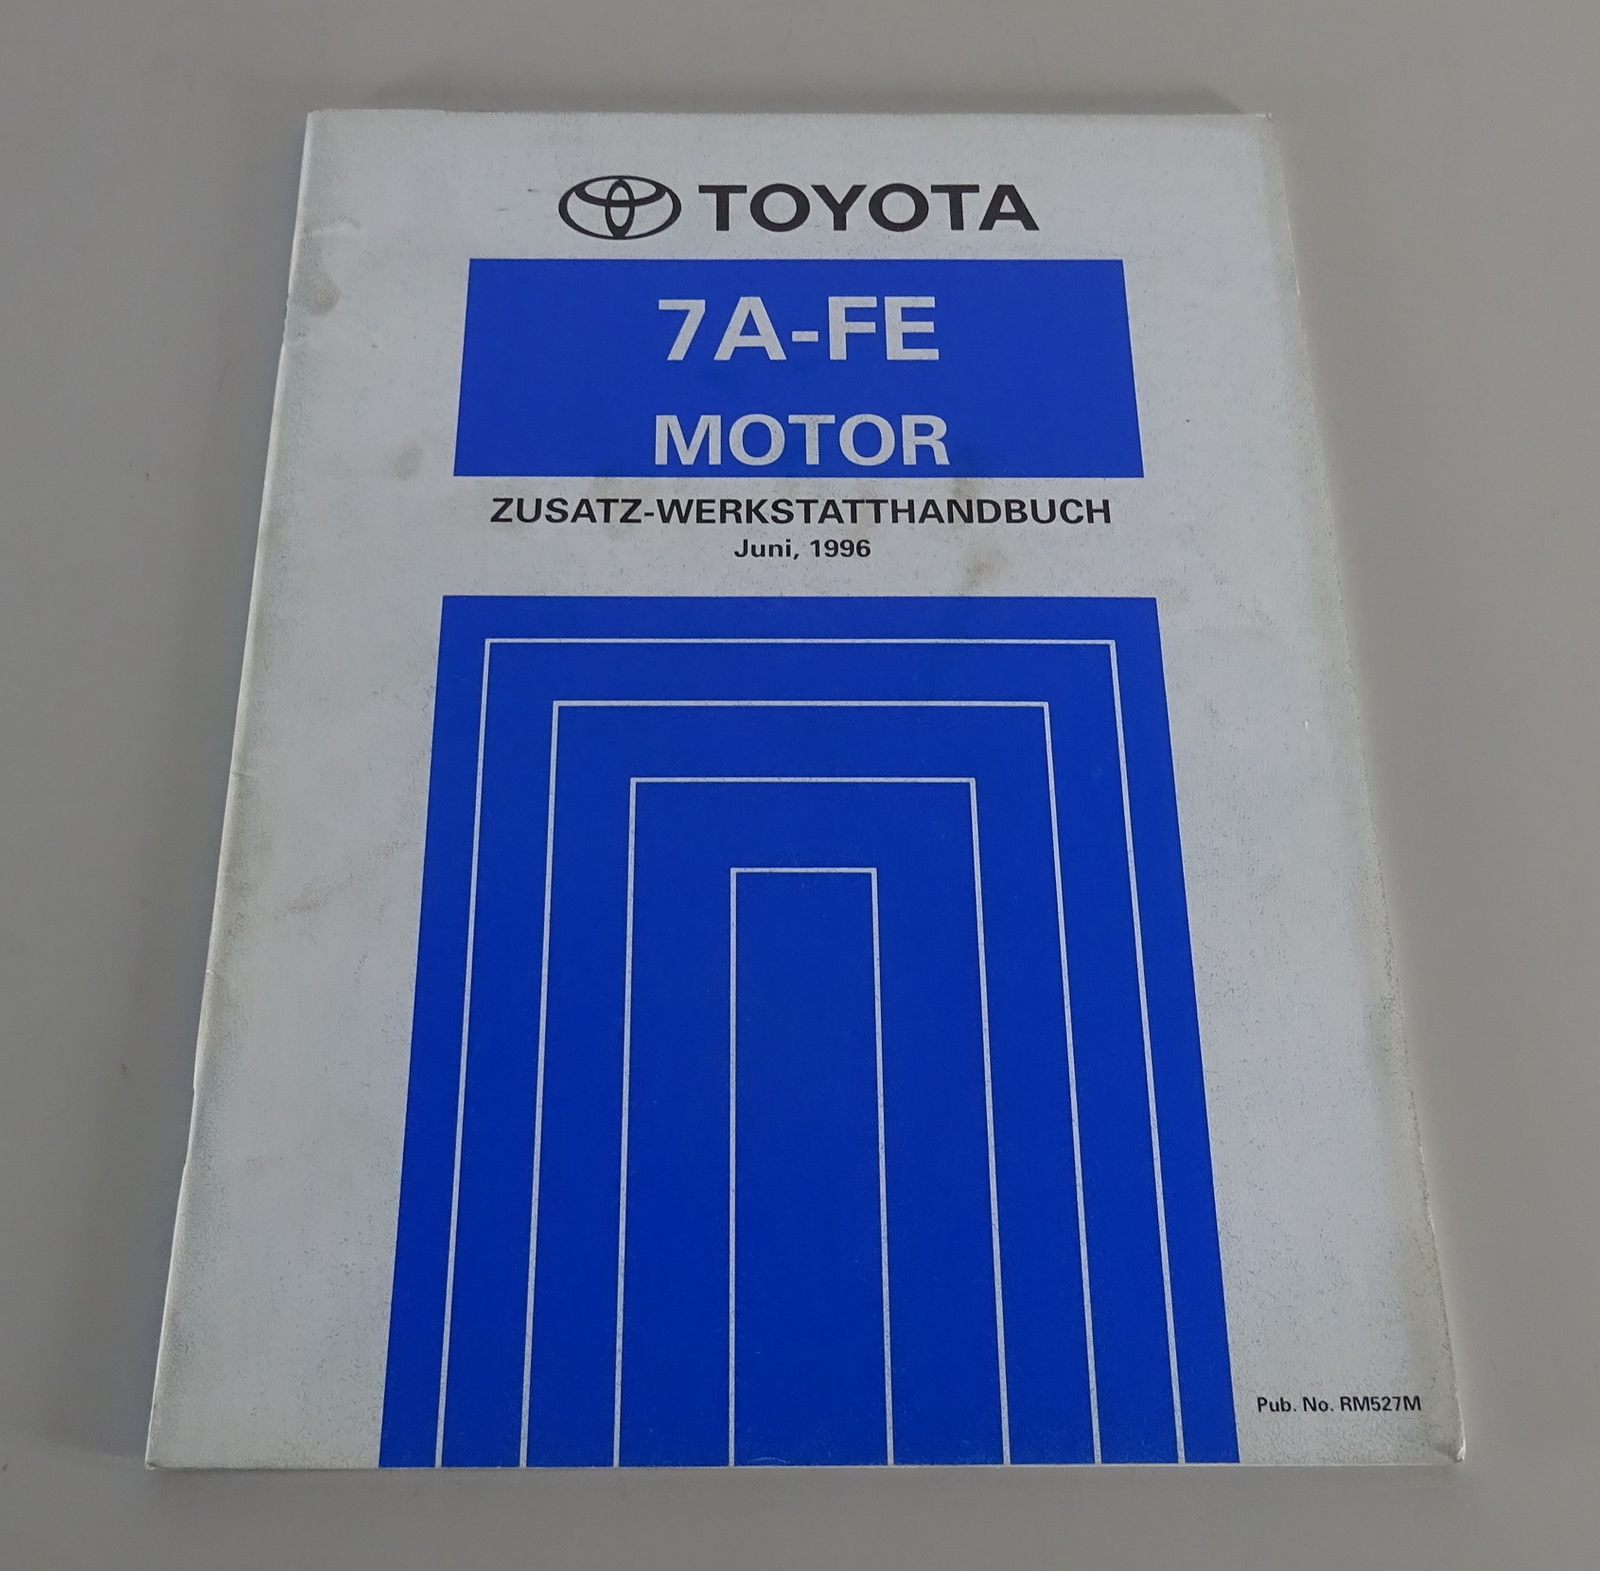 TOYOTA
7A-FE
MOTOR
ZUSATZ-WERKSTATTHANDBUCH
Juni, 1996
Pub. No. RM527M